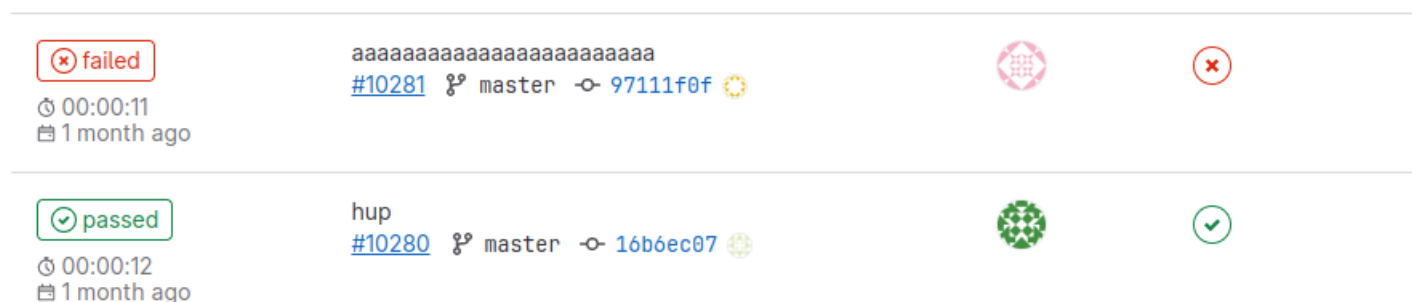 failed
aaaaaaaaaaaaaaaaaaaaaaaa
#10281 master 97111f0f
00:00:11
1 month ago
passed
hup
#10280 master 16b6ec07
00:00:12
1 month ago